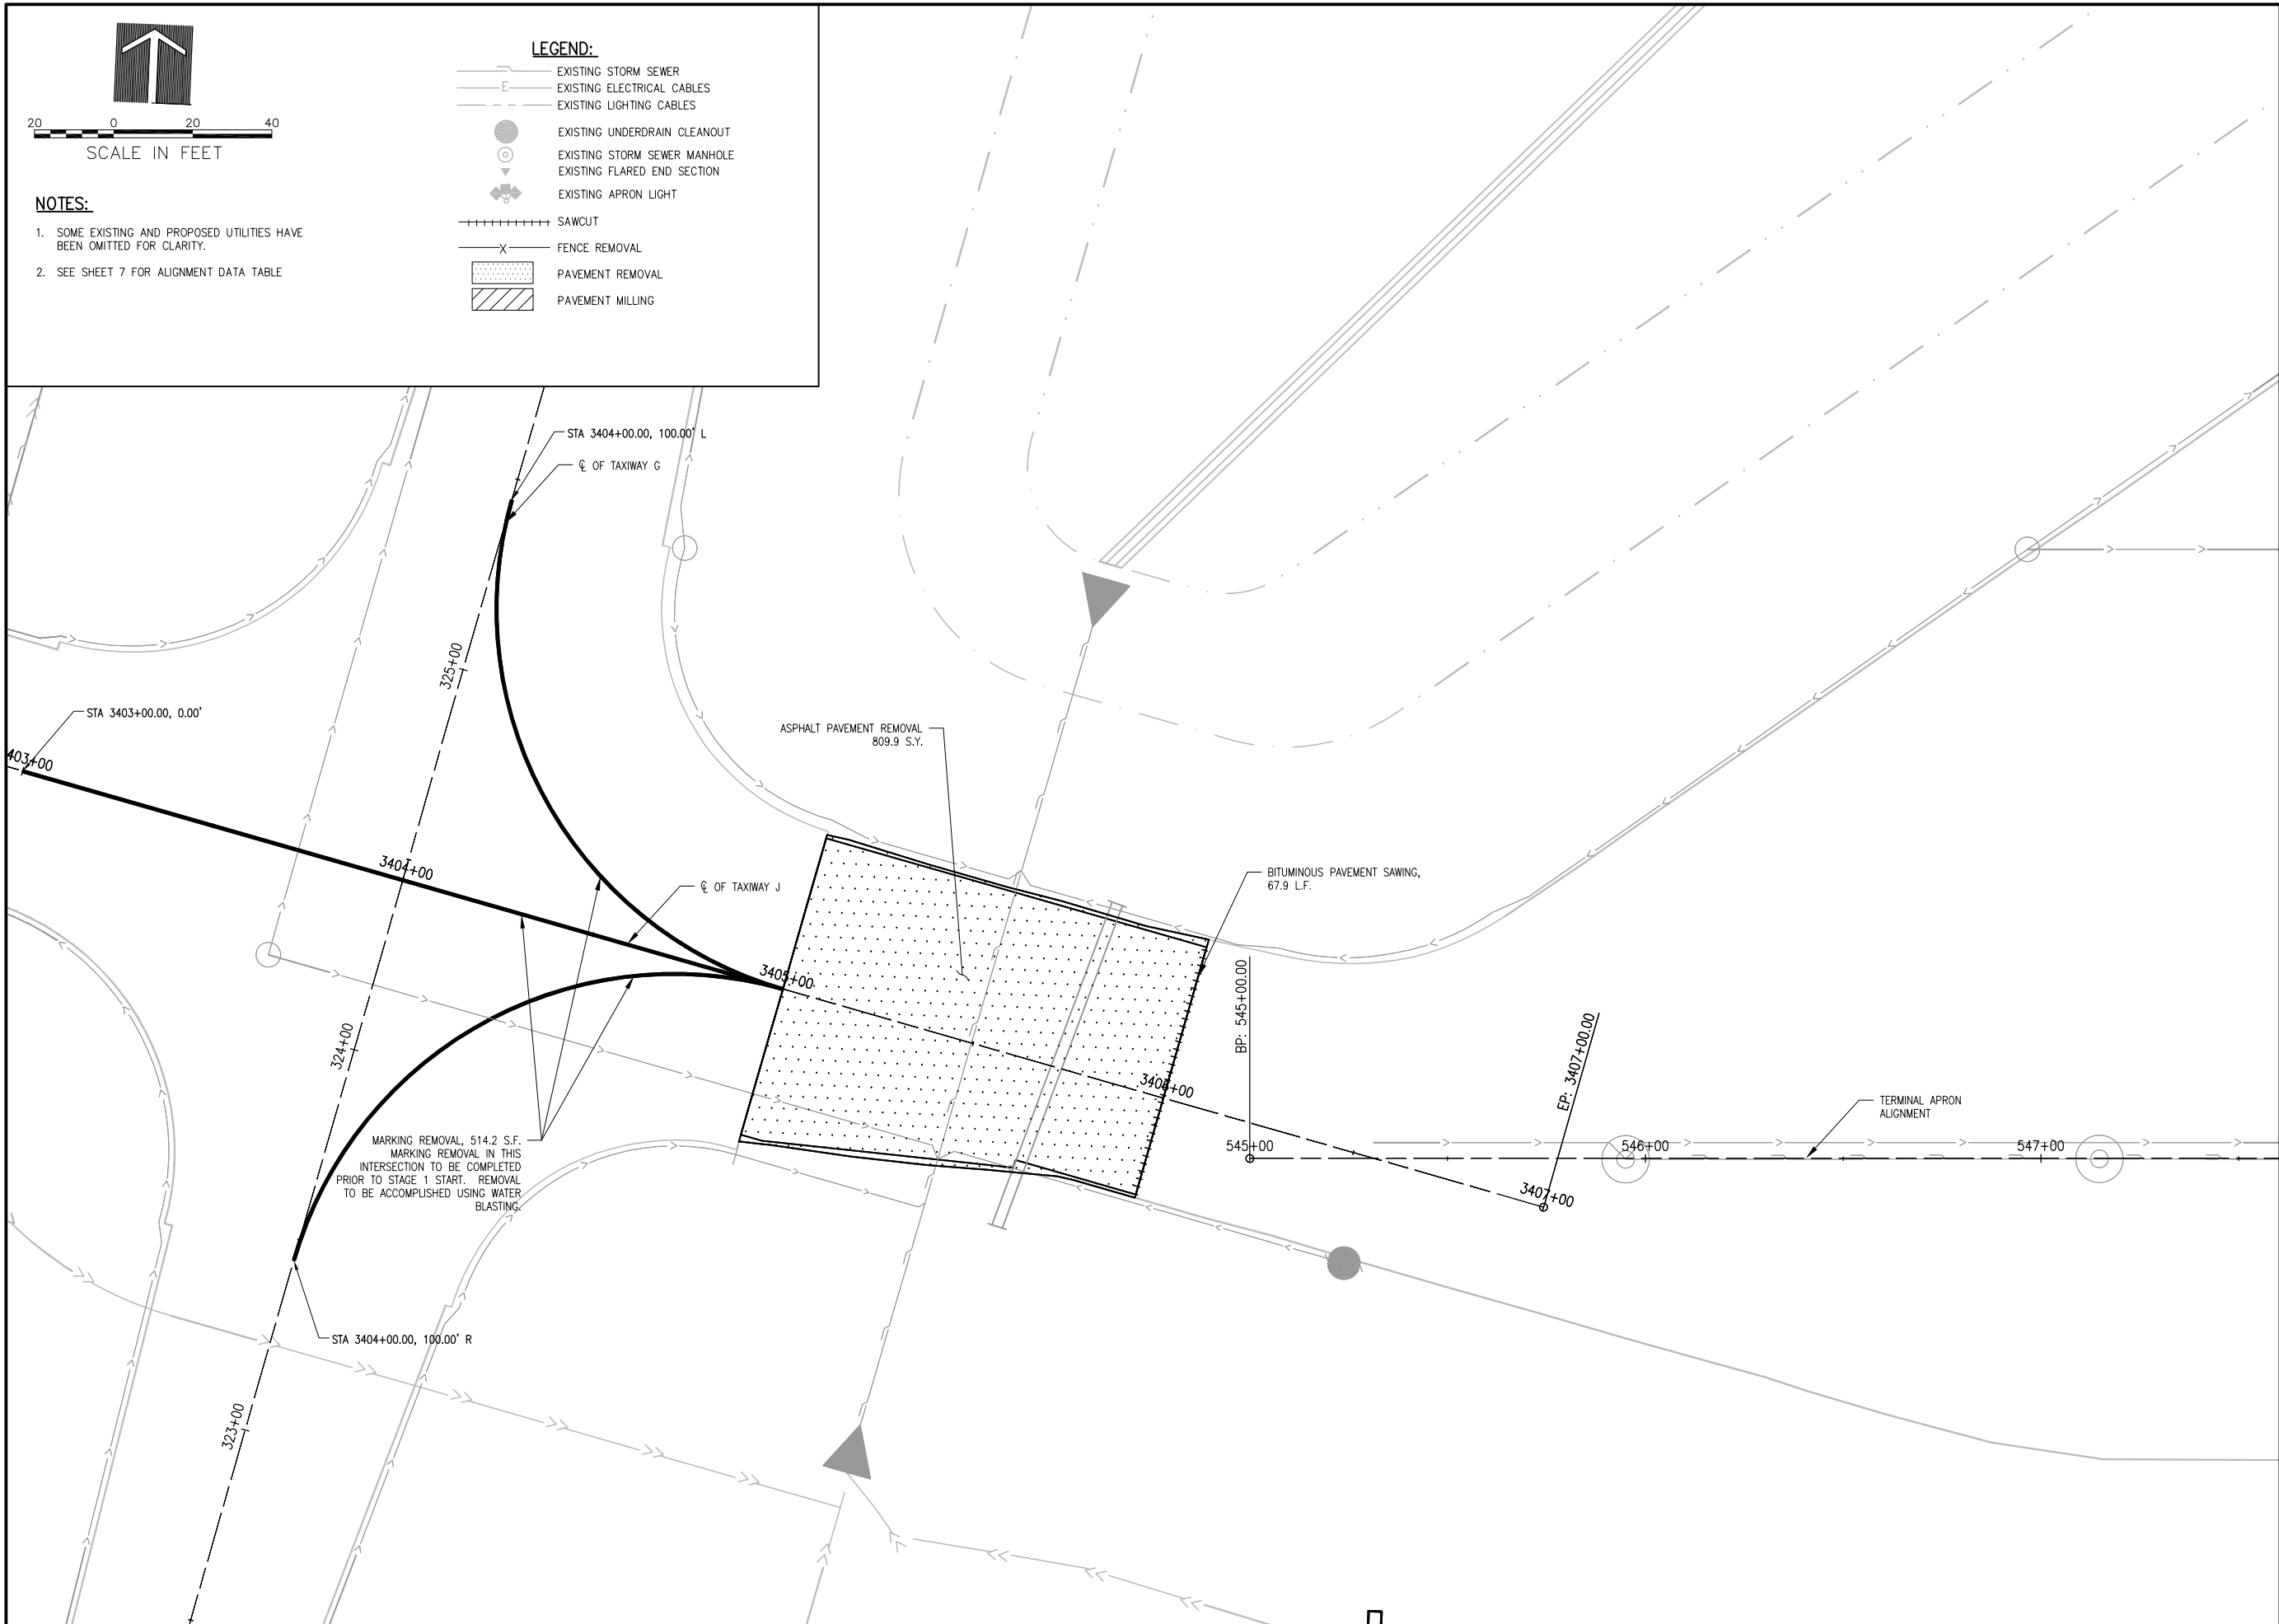 20 0 20 40
SCALE IN FEET
NOTES:
1. SOME EXISTING AND PROPOSED UTILITIES HAVE
BEEN OMITTED FOR CLARITY.
2. SEE SHEET 7 FOR ALIGNMENT DATA TABLE
LEGEND:
EXISTING STORM SEWER
E EXISTING ELECTRICAL CABLES
EXISTING LIGHTING CABLES
EXISTING UNDERDRAIN CLEANOUT
EXISTING STORM SEWER MANHOLE
EXISTING FLARED END SECTION
EXISTING APRON LIGHT
SAWCUT
X FENCE REMOVAL
PAVEMENT REMOVAL
PAVEMENT MILLING
STA 3404+00.00, 100.00' L
℄ OF TAXIWAY G
325+00
STA 3403+00.00, 0.00'
403+00
ASPHALT PAVEMENT REMOVAL
809.9 S.Y.
3404+00
℄ OF TAXIWAY J
BITUMINOUS PAVEMENT SAWING,
67.9 L.F.
3405+00
BP: 545+00.00
324+00
3406+00
EP: 3407+00.00
TERMINAL APRON
ALIGNMENT
545+00
546+00
547+00
3407+00
MARKING REMOVAL, 514.2 S.F.
MARKING REMOVAL IN THIS
INTERSECTION TO BE COMPLETED
PRIOR TO STAGE 1 START. REMOVAL
TO BE ACCOMPLISHED USING WATER
BLASTING.
STA 3404+00.00, 100.00' R
323+00